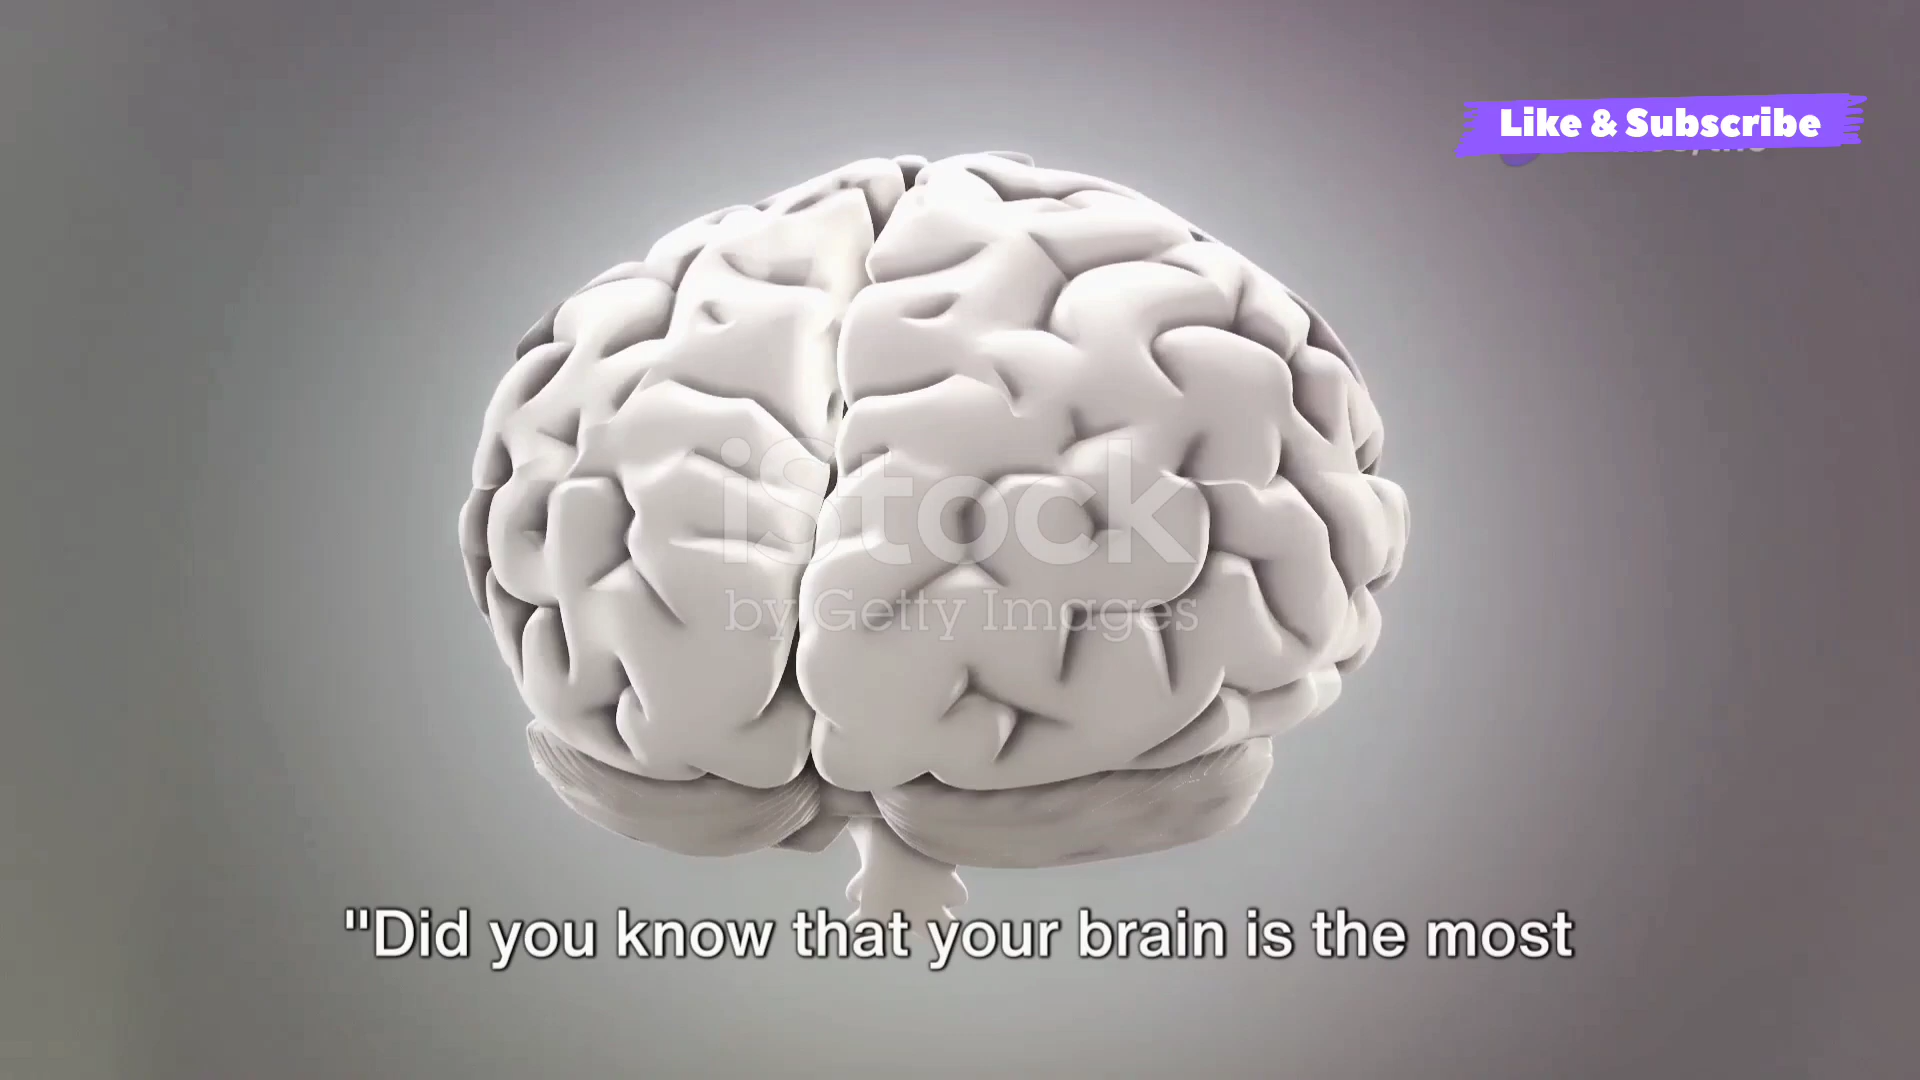 Like & Subscribe
iStock
by Getty Images
"Did you know that your brain is the most